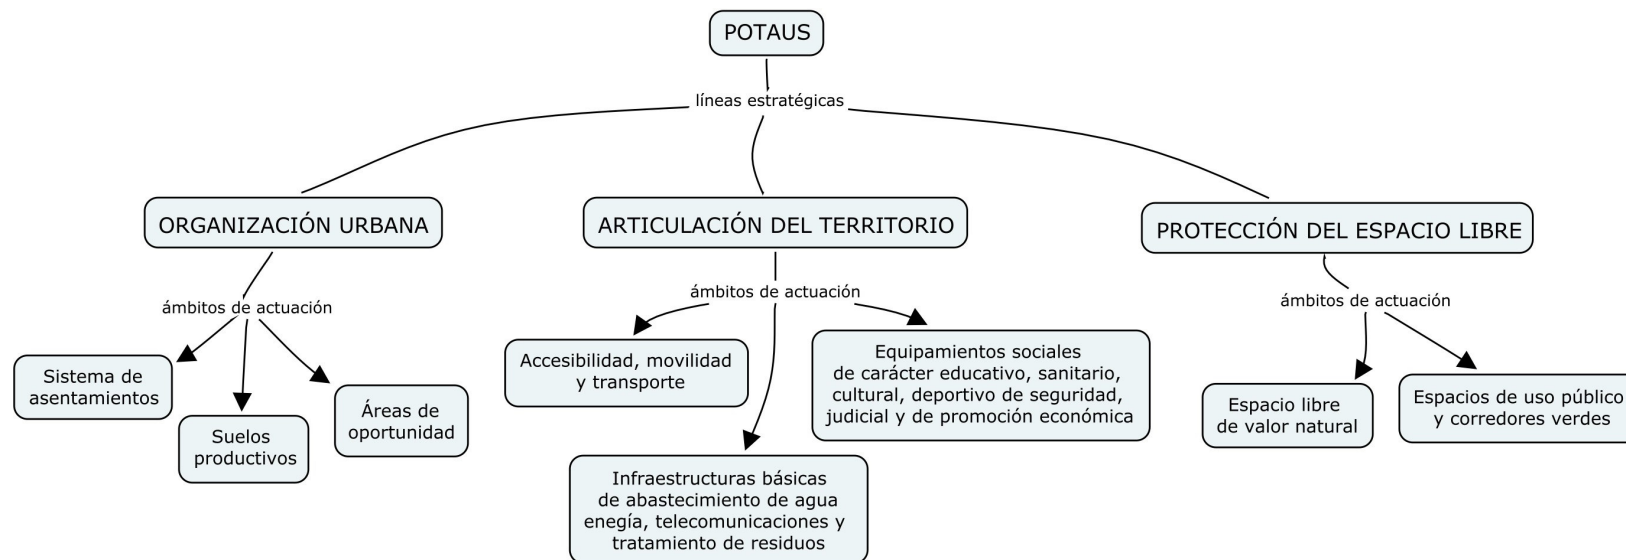 POTAUS
líneas estratégicas
ORGANIZACIÓN URBANA
ámbitos de actuación
Sistema de
asentamientos
Suelos
productivos
Áreas de
oportunidad
ARTICULACIÓN DEL TERRITORIO
ámbitos de actuación
Accesibilidad, movilidad
y transporte
Infraestructuras básicas
de abastecimiento de agua
enegía, telecomunicaciones y
tratamiento de residuos
Equipamientos sociales
de carácter educativo, sanitario,
cultural, deportivo de seguridad,
judicial y de promoción económica
PROTECCIÓN DEL ESPACIO LIBRE
ámbitos de actuación
Espacio libre
de valor natural
Espacios de uso público
y corredores verdes